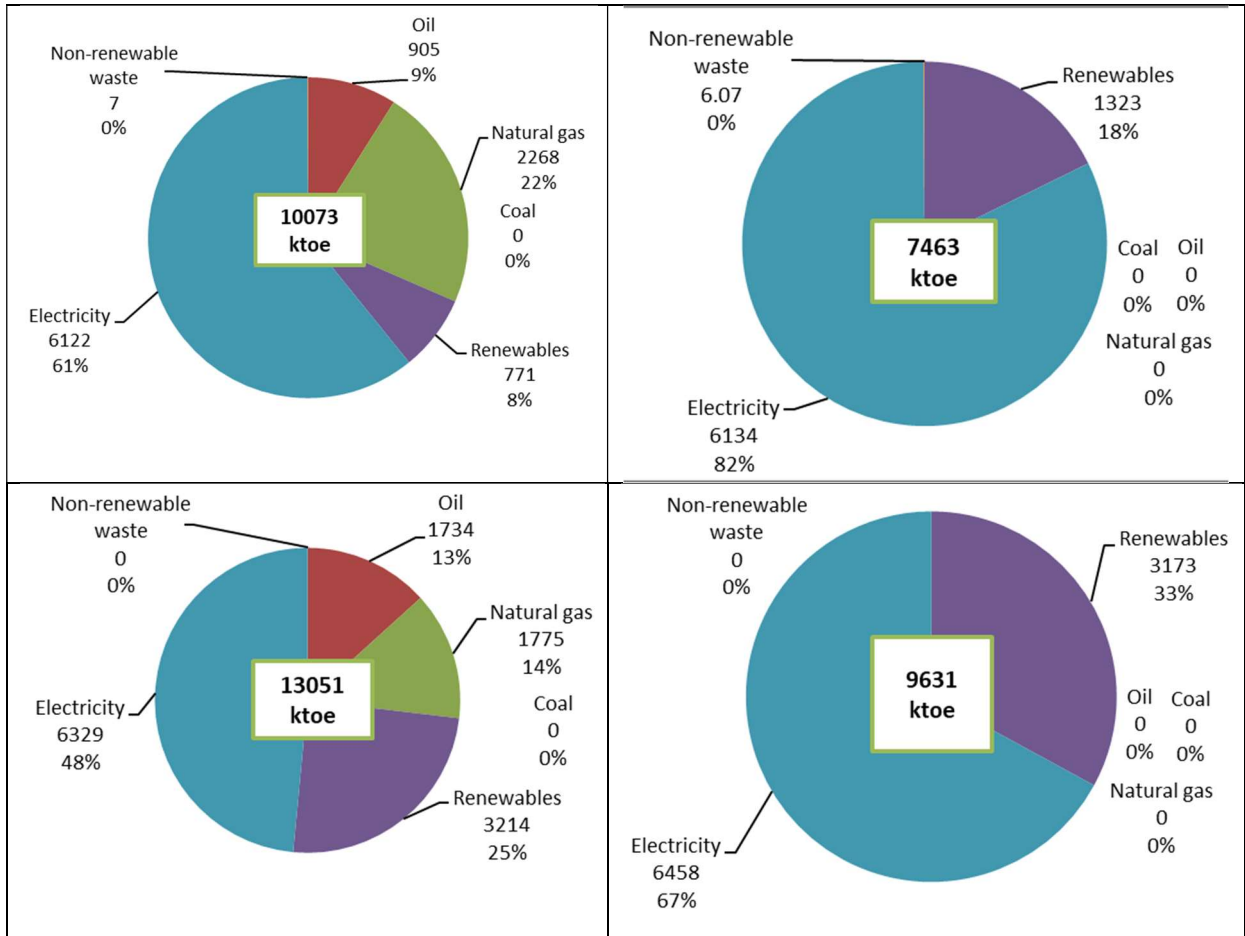 Oil
905
9%
Non-renewable
waste
7
0%
Natural gas
2268
22%
Coal
0
0%
10073
ktoe
Electricity
6122
61%
Renewables
771
8%
Non-renewable
waste
6.07
0%
Renewables
1323
18%
7463
ktoe
Coal
0
0%
Oil
0
0%
Natural gas
0
0%
Electricity
6134
82%
Non-renewable
waste
0
0%
Oil
1734
13%
Natural gas
1775
14%
13051
ktoe
Coal
0
0%
Electricity
6329
48%
Renewables
3214
25%
Non-renewable
waste
0
0%
Renewables
3173
33%
9631
ktoe
Oil
0
0%
Coal
0
0%
Natural gas
0
0%
Electricity
6458
67%